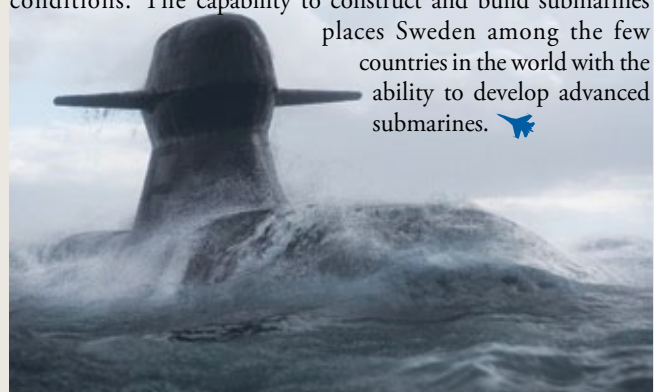 conditions. The capability to construct and build submarines
places Sweden among the few
countries in the world with the
ability to develop advanced
submarines.